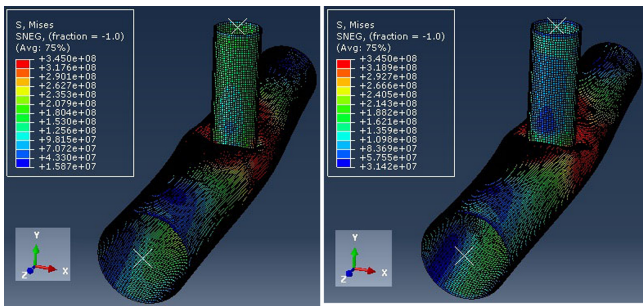 S, Mises
SNEG, (fraction = -1.0)
(Avg: 75%)
+3.450e+08
+3.176e+08
+2.901e+08
+2.627e+08
+2.353e+08
+2.079e+08
+1.804e+08
+1.530e+08
+1.256e+08
+9.815e+07
+7.072e+07
+4.330e+07
+1.587e+07
Y
Z
X
S, Mises
SNEG, (fraction = -1.0)
(Avg: 75%)
+3.450e+08
+3.189e+08
+2.927e+08
+2.666e+08
+2.405e+08
+2.143e+08
+1.882e+08
+1.621e+08
+1.359e+08
+1.098e+08
+8.369e+07
+5.755e+07
+3.142e+07
Y
Z
X